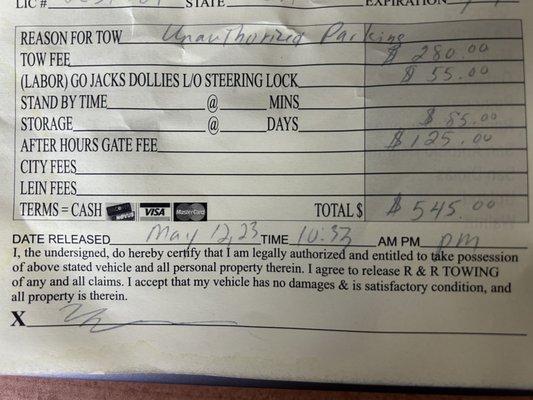 LIC # STATE EXPIRATION
REASON FOR TOW Unauthorized Parking
TOW FEE $ 280.00
(LABOR) GO JACKS DOLLIES L/O STEERING LOCK $ 55.00
STAND BY TIME @ MINS
STORAGE @ DAYS $ 85.00
AFTER HOURS GATE FEE $ 125.00
CITY FEES
LEIN FEES
TERMS = CASH VISA MasterCard TOTAL $ $ 545.00
DATE RELEASED May 12, 23 TIME 10:33 AM PM pm
I, the undersigned, do hereby certify that I am legally authorized and entitled to take possession
of above stated vehicle and all personal property therein. I agree to release R & R TOWING
of any and all claims. I accept that my vehicle has no damages & is satisfactory condition, and
all property is therein.
X